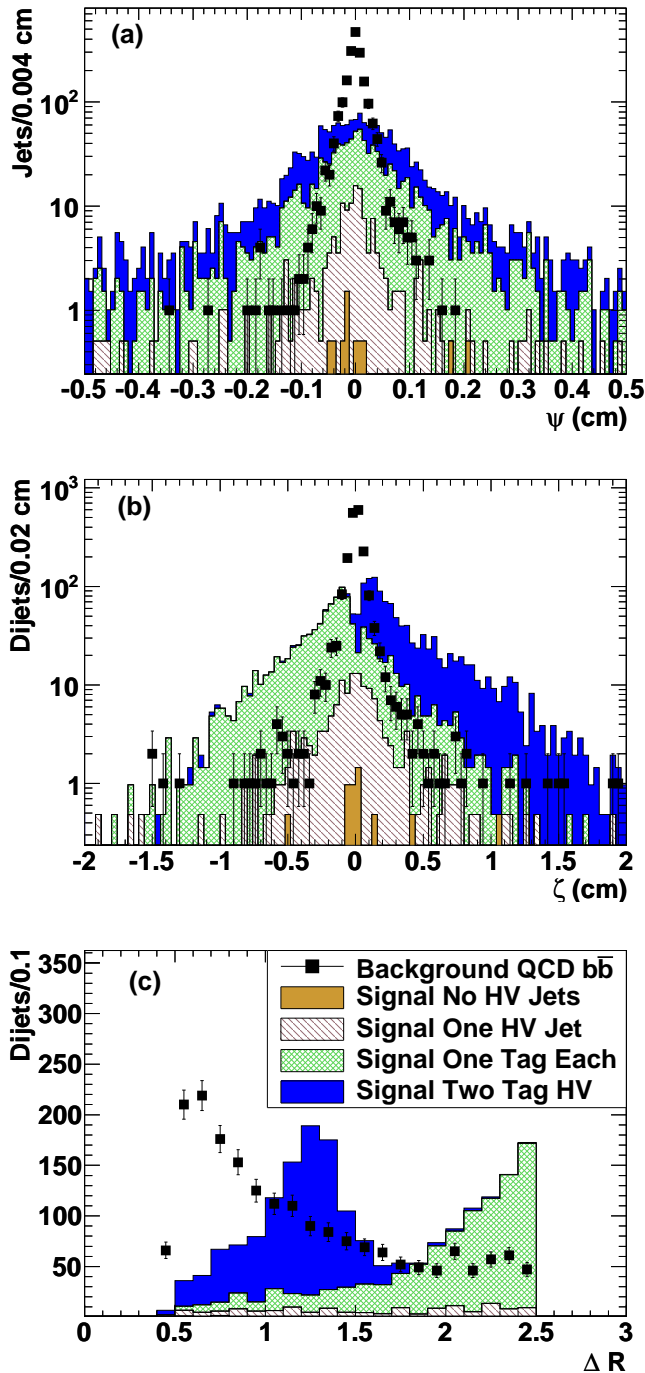 (a)
Jets/0.004 cm
10²
10
1
-0.5 -0.4 -0.3 -0.2 -0.1 0 0.1 0.2 0.3 0.4 0.5
ψ (cm)
(b)
Dijets/0.02 cm
10³
10²
10
1
-2 -1.5 -1 -0.5 0 0.5 1 1.5 2
ζ (cm)
(c)
Dijets/0.1
350
300
250
200
150
100
50
0 0.5 1 1.5 2 2.5 3
Δ R
Background QCD bb̅
Signal No HV Jets
Signal One HV Jet
Signal One Tag Each
Signal Two Tag HV